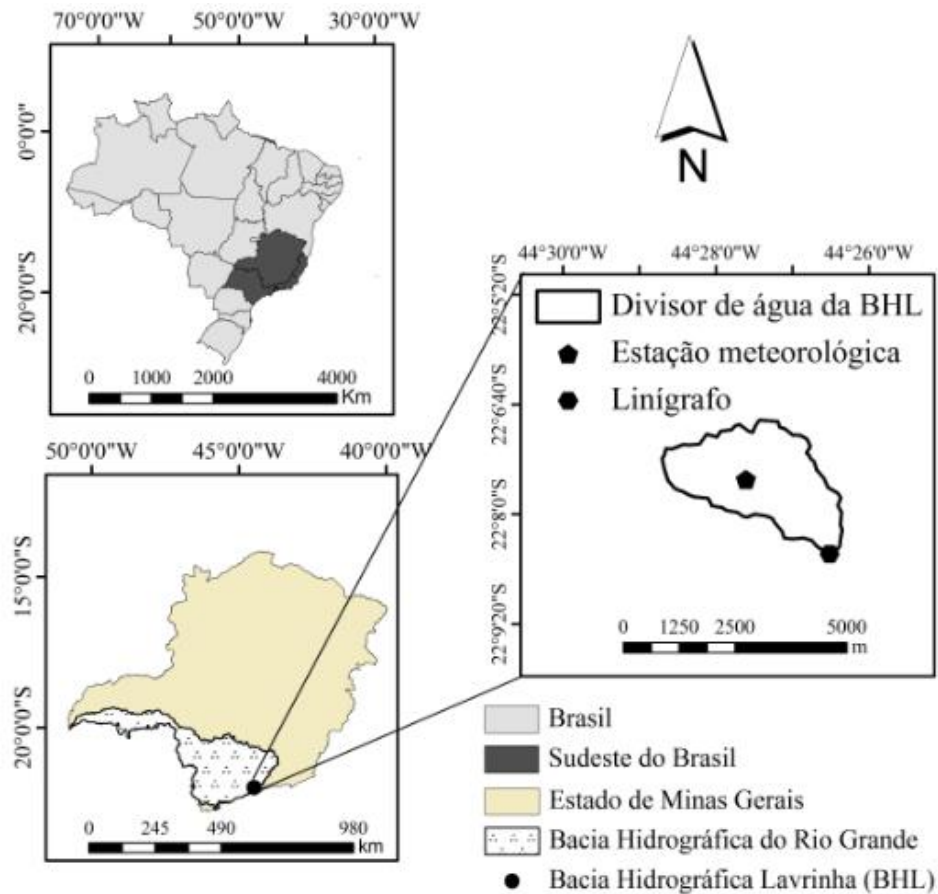 70°0'0"W 50°0'0"W 30°0'0"W
0°0'0"
20°0'0"S
0 1000 2000 4000
Km
N
44°30'0"W 44°28'0"W 44°26'0"W
22°5'20"S
22°6'40"S
22°8'0"S
22°9'20"S
Divisor de água da BHL
Estação meteorológica
Linígrafo
0 1250 2500 5000
m
50°0'0"W 45°0'0"W 40°0'0"W
15°0'0"S
20°0'0"S
0 245 490 980
km
Brasil
Sudeste do Brasil
Estado de Minas Gerais
Bacia Hidrográfica do Rio Grande
Bacia Hidrográfica Lavrinha (BHL)